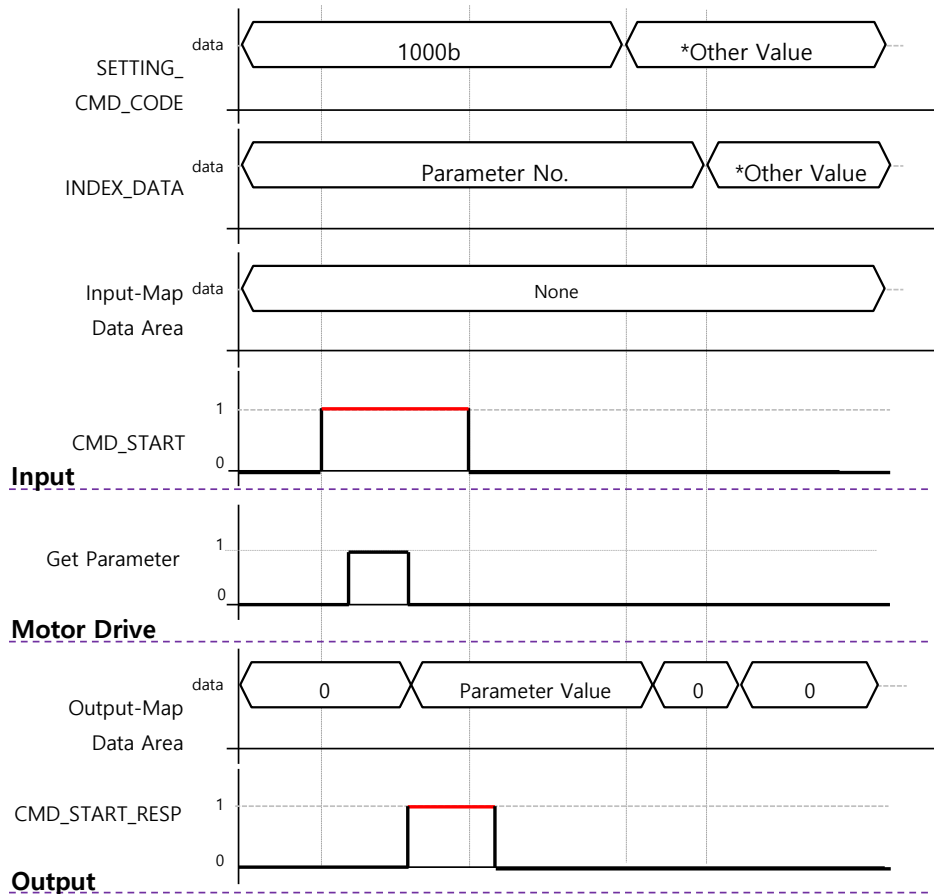 data
1000b
*Other Value
SETTING_
CMD_CODE
data
Parameter No.
*Other Value
INDEX_DATA
data
None
Input-Map
Data Area
1
CMD_START
0
Input
1
Get Parameter
0
Motor Drive
data
0
Parameter Value
0
0
Output-Map
Data Area
1
CMD_START_RESP
0
Output